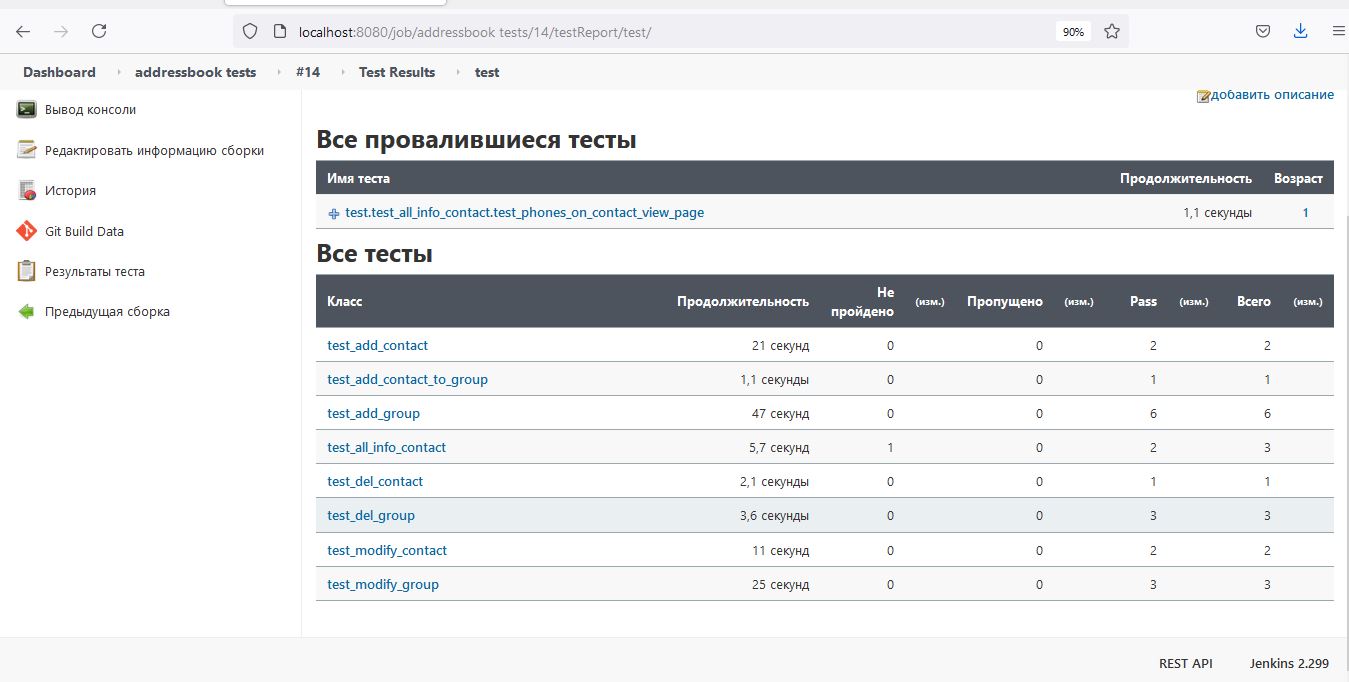 localhost:8080/job/addressbook tests/14/testReport/test/ 90%
Dashboard addressbook tests #14 Test Results test
Вывод консоли
Редактировать информацию сборки
История
Git Build Data
Результаты теста
Предыдущая сборка
добавить описание
Все провалившиеся тесты
Имя теста Продолжительность Возраст
test.test_all_info_contact.test_phones_on_contact_view_page 1,1 секунды 1
Все тесты
Класс Продолжительность Не пройдено (изм.) Пропущено (изм.) Pass (изм.) Всего (изм.)
test_add_contact 21 секунд 0 0 2 2
test_add_contact_to_group 1,1 секунды 0 0 1 1
test_add_group 47 секунд 0 0 6 6
test_all_info_contact 5,7 секунд 1 0 2 3
test_del_contact 2,1 секунды 0 0 1 1
test_del_group 3,6 секунды 0 0 3 3
test_modify_contact 11 секунд 0 0 2 2
test_modify_group 25 секунд 0 0 3 3
REST API Jenkins 2.299